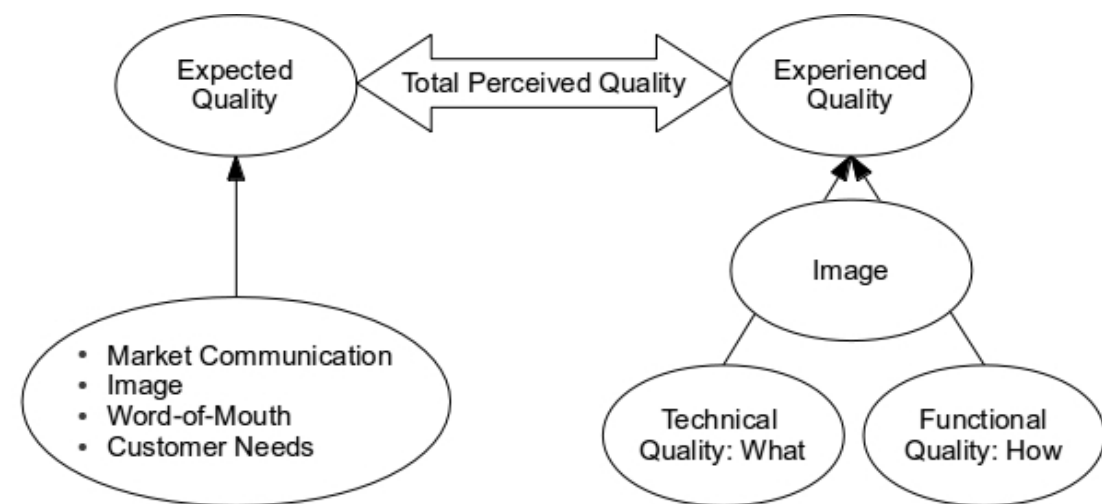 Expected
Quality
Total Perceived Quality
Experienced
Quality
Image
• Market Communication
• Image
• Word-of-Mouth
• Customer Needs
Technical
Quality: What
Functional
Quality: How